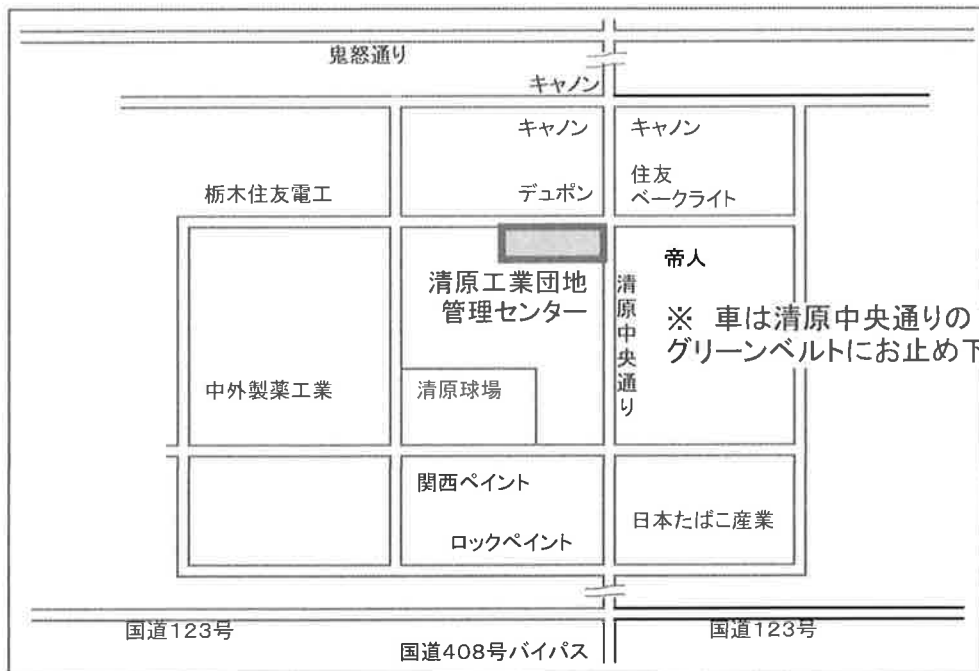 鬼怒通り
キャノン
キャノン
キャノン
栃木住友電工
デュポン
住友
ベークライト
帝人
清原工業団地
管理センター
清原中央通り
※ 車は清原中央通りの
グリーンベルトにお止め下
中外製薬工業
清原球場
関西ペイント
ロックペイント
日本たばこ産業
国道123号
国道408号バイパス
国道123号